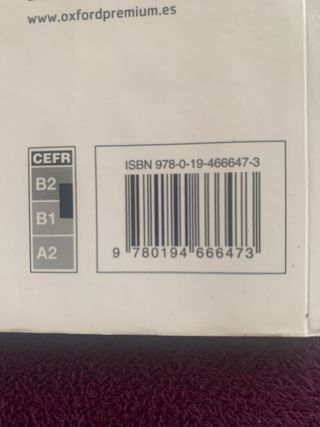 www.oxfordpremium.es
CEFR
B2
B1
A2
ISBN 978-0-19-466647-3
9 780194 666473